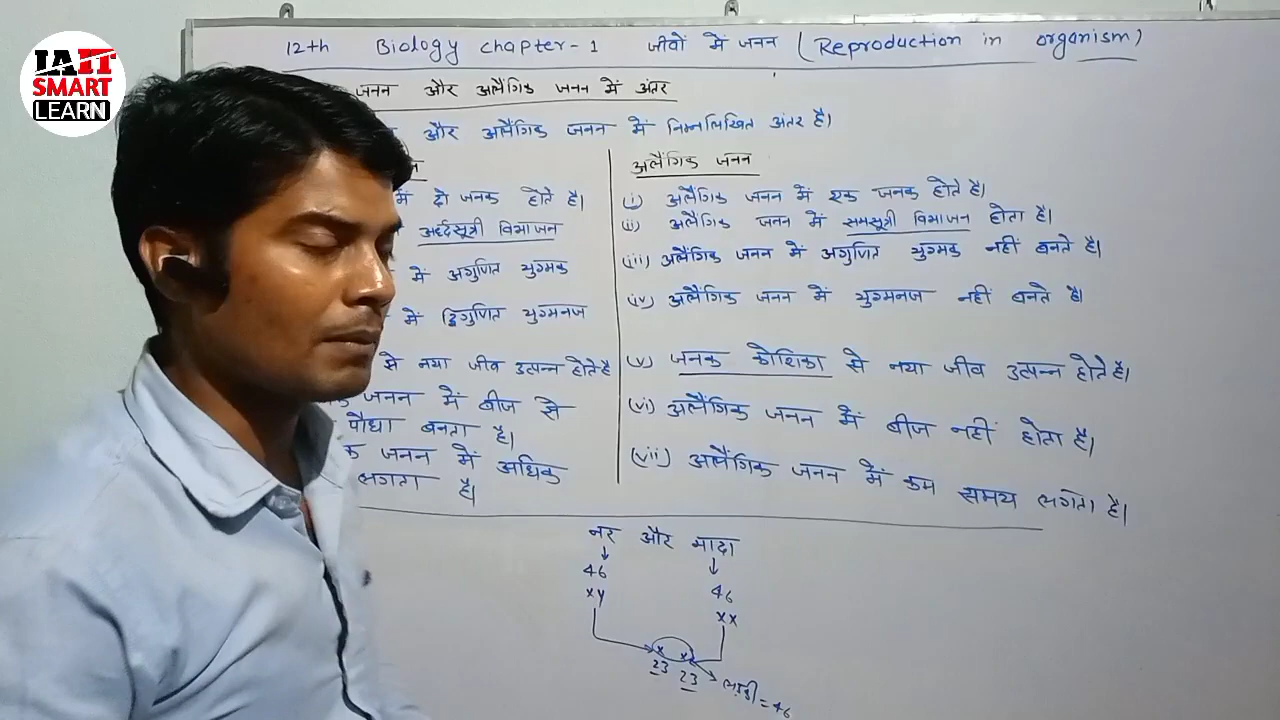 IAIT
SMART
LEARN
12th Biology Chapter-1 जीवों में जनन (Reproduction in organism)
जनन और अलैंगिक जनन में अंतर
और अलैंगिक जनन में निम्नलिखित अंतर है।
में दो जनक होते है।
अर्द्धसूत्री विभाजन
में अगुणित युग्मक
में द्विगुणित युग्मनज
से नया जीव उत्पन्न होते है
जनन में बीज से
पौधा बनता है।
जनन में अधिक
लगता है।
अलैंगिक जनन
(i) अलैंगिक जनन में एक जनक होते है।
(ii) अलैंगिक जनन में समसूत्री विभाजन होता है।
(iii) अलैंगिक जनन में अगुणित युग्मक नहीं बनते है।
(iv) अलैंगिक जनन में युग्मनज नहीं बनते है।
(v) जनक कोशिका से नया जीव उत्पन्न होते है।
(vi) अलैंगिक जनन में बीज नहीं होता है।
(vii) अलैंगिक जनन में कम समय लगता है।
नर और मादा
46 46
xy xx
x x
23 23
लड़की = 46